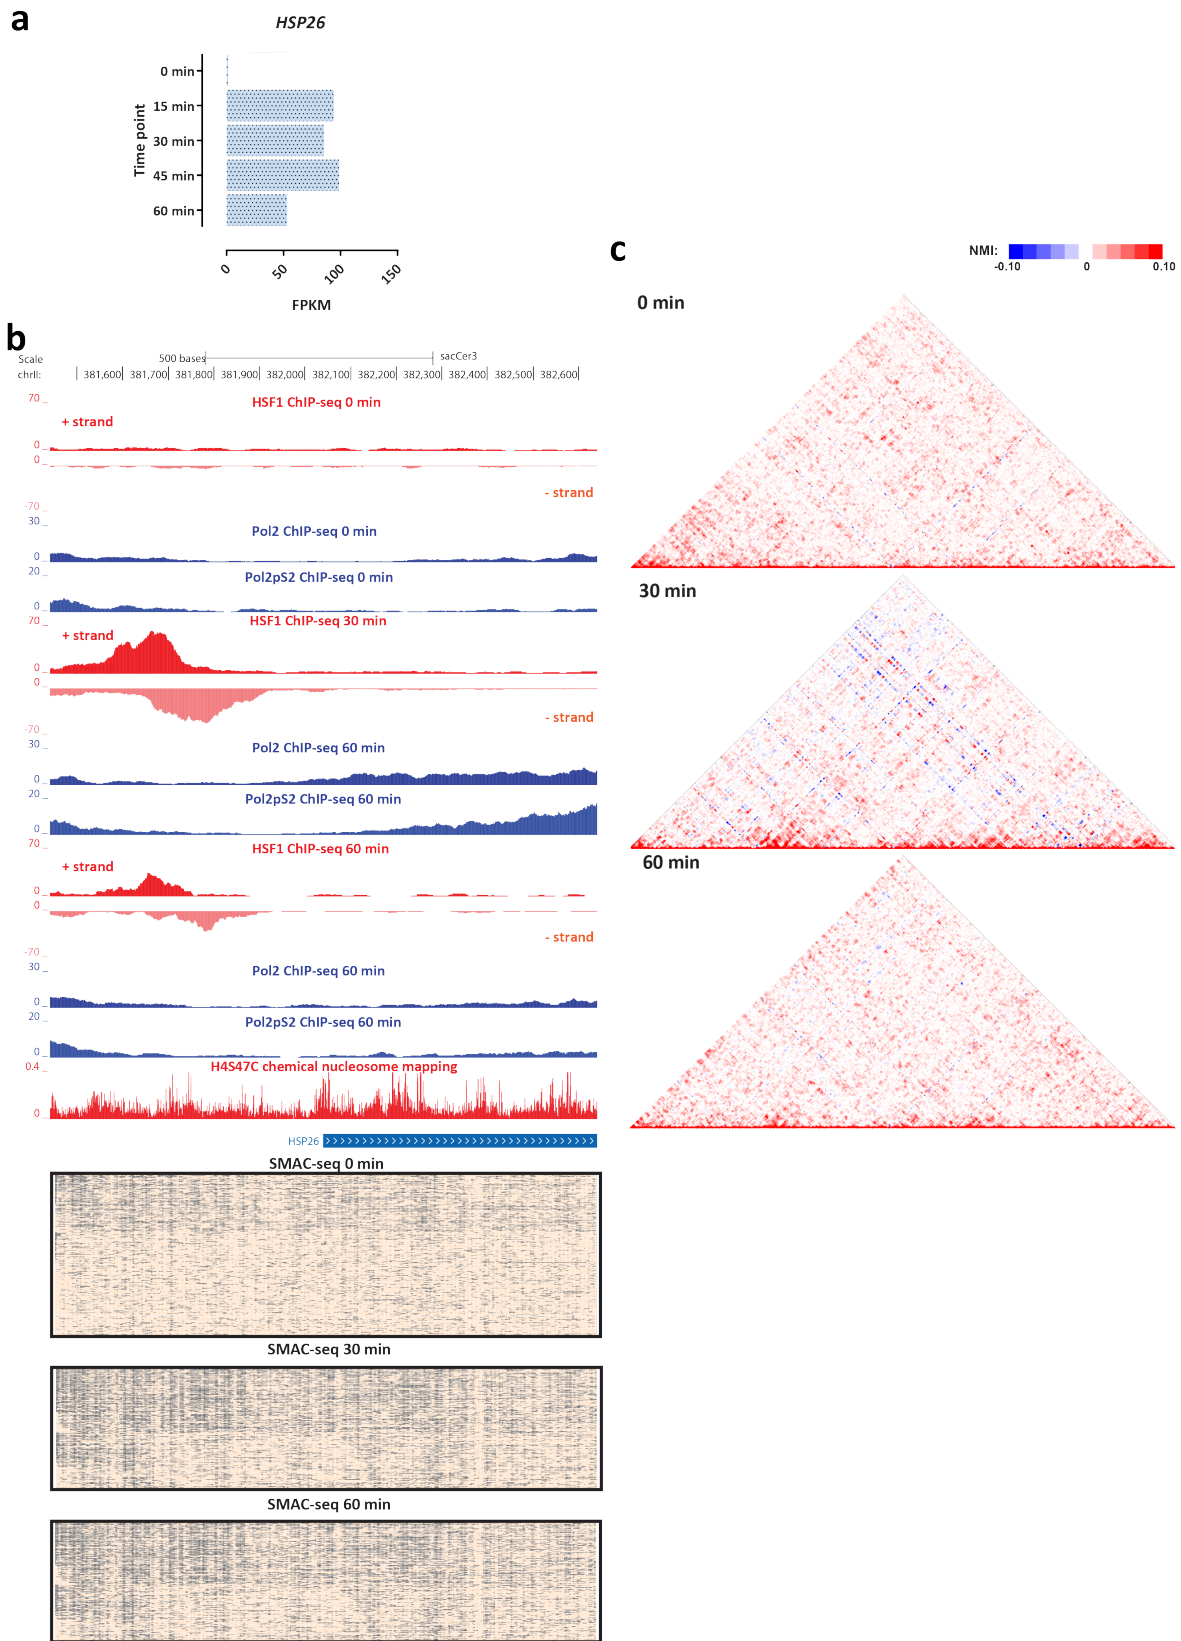 a
HSP26
Time point
0 min
15 min
30 min
45 min
60 min
0 50 100 150
FPKM
b
Scale 500 bases sacCer3
chrII: 381,600 381,700 381,800 381,900 382,000 382,100 382,200 382,300 382,400 382,500 382,600
70 HSF1 ChIP-seq 0 min
+ strand
0
0
- strand
-70
30 Pol2 ChIP-seq 0 min
0
20 Pol2pS2 ChIP-seq 0 min
0
70 HSF1 ChIP-seq 30 min
+ strand
0
0
- strand
-70
30 Pol2 ChIP-seq 60 min
0
20 Pol2pS2 ChIP-seq 60 min
0
70 HSF1 ChIP-seq 60 min
+ strand
0
0
- strand
-70
30 Pol2 ChIP-seq 60 min
0
20 Pol2pS2 ChIP-seq 60 min
0
0.4 H4S47C chemical nucleosome mapping
0
HSP26
SMAC-seq 0 min
SMAC-seq 30 min
SMAC-seq 60 min
c
NMI:
-0.10 0 0.10
0 min
30 min
60 min